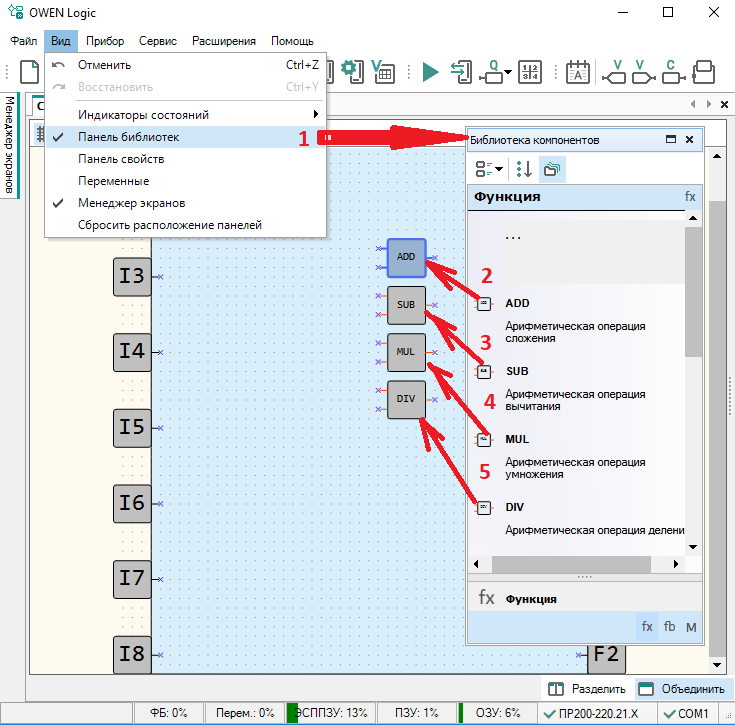 OWEN Logic
Файл Вид Прибор Сервис Расширения Помощь
Отменить Ctrl+Z
Восстановить Ctrl+Y
Индикаторы состояний
Панель библиотек 1
Панель свойств
Переменные
Менеджер экранов
Сбросить расположение панелей
Менеджер экранов
Библиотека компонентов
Функция fx
...
ADD
Арифметическая операция
сложения
SUB
Арифметическая операция
вычитания
MUL
Арифметическая операция
умножения
DIV
Арифметическая операция делени
fx Функция
fx fb M
2
3
4
5
ADD
SUB
MUL
DIV
I3
I4
I5
I6
I7
I8
F2
Разделить Объединить
ФБ: 0% Перем.: 0% ЭСППЗУ: 13% ПЗУ: 1% ОЗУ: 6% ПР200-220.21.X COM1